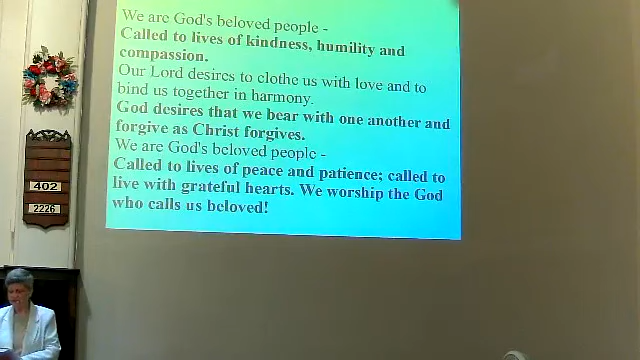 We are God's beloved people -
Called to lives of kindness, humility and
compassion.
Our Lord desires to clothe us with love and to
bind us together in harmony.
God desires that we bear with one another and
forgive as Christ forgives.
We are God's beloved people -
Called to lives of peace and patience; called to
live with grateful hearts. We worship the God
who calls us beloved!
402
2226